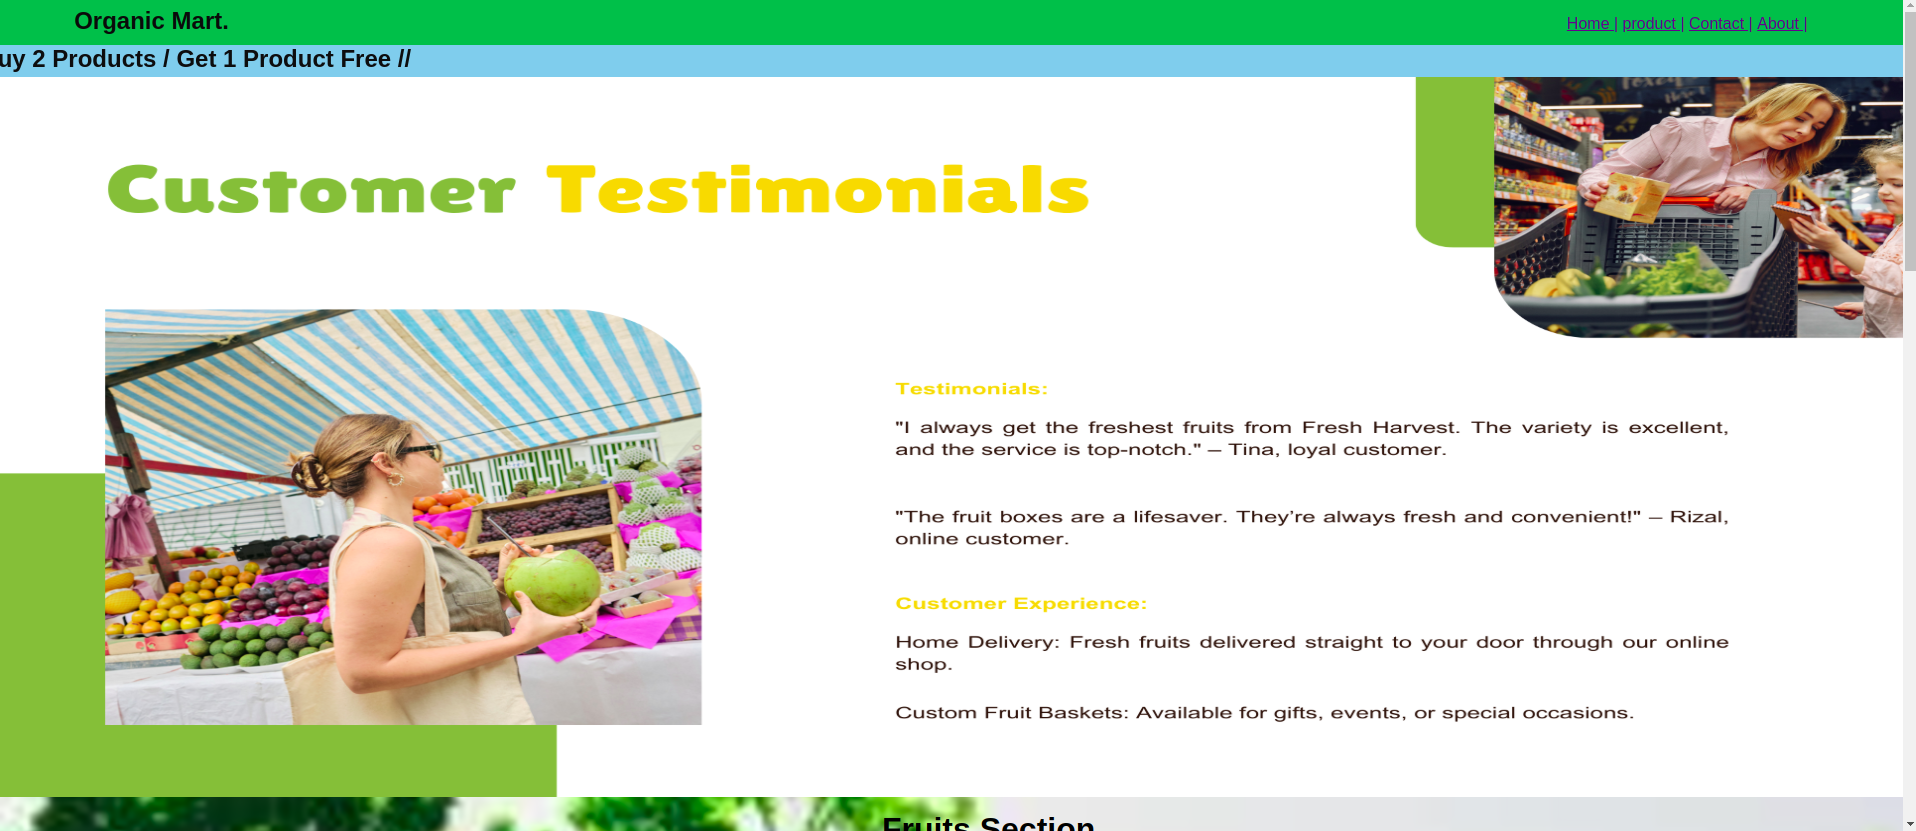 Organic Mart.
Home | product | Contact | About |
uy 2 Products / Get 1 Product Free //
Customer Testimonials
Testimonials:
"I always get the freshest fruits from Fresh Harvest. The variety is excellent,
and the service is top-notch." – Tina, loyal customer.
"The fruit boxes are a lifesaver. They’re always fresh and convenient!" – Rizal,
online customer.
Customer Experience:
Home Delivery: Fresh fruits delivered straight to your door through our online
shop.
Custom Fruit Baskets: Available for gifts, events, or special occasions.
Fruits Section